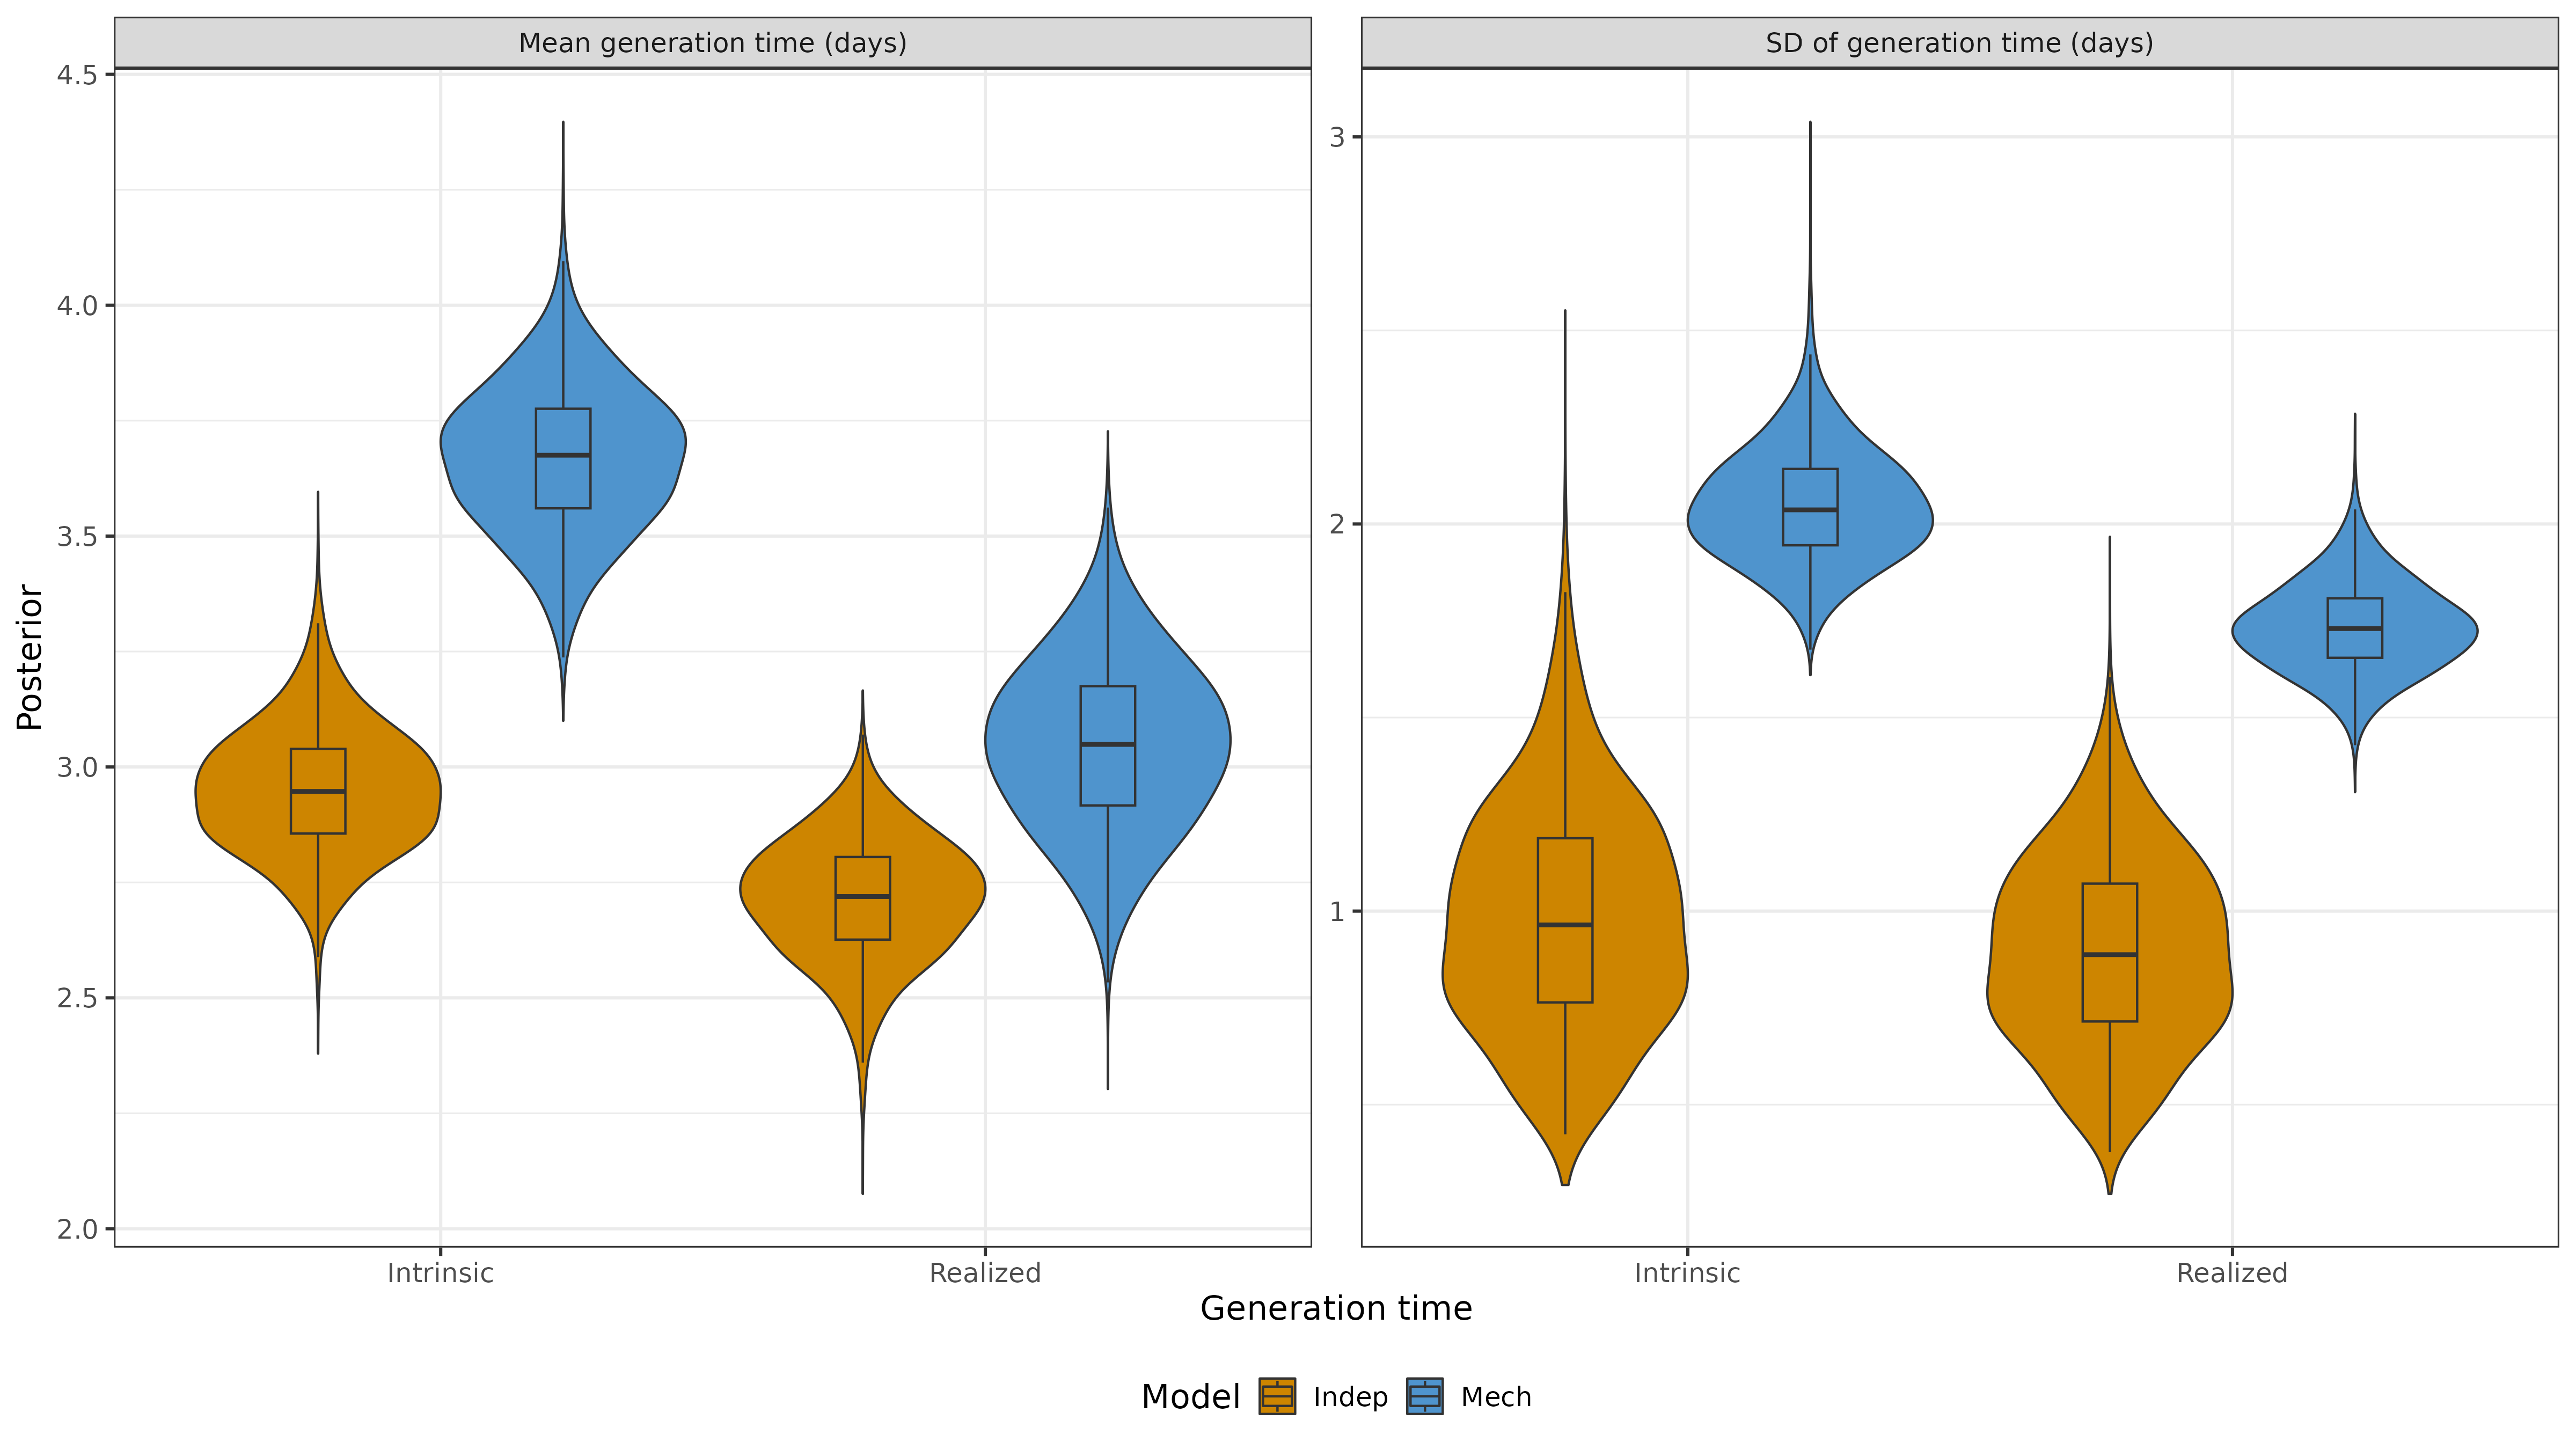 Mean generation time (days)
SD of generation time (days)
Posterior
4.5
4.0
3.5
3.0
2.5
2.0
3
2
1
Intrinsic
Realized
Intrinsic
Realized
Generation time
Model Indep Mech